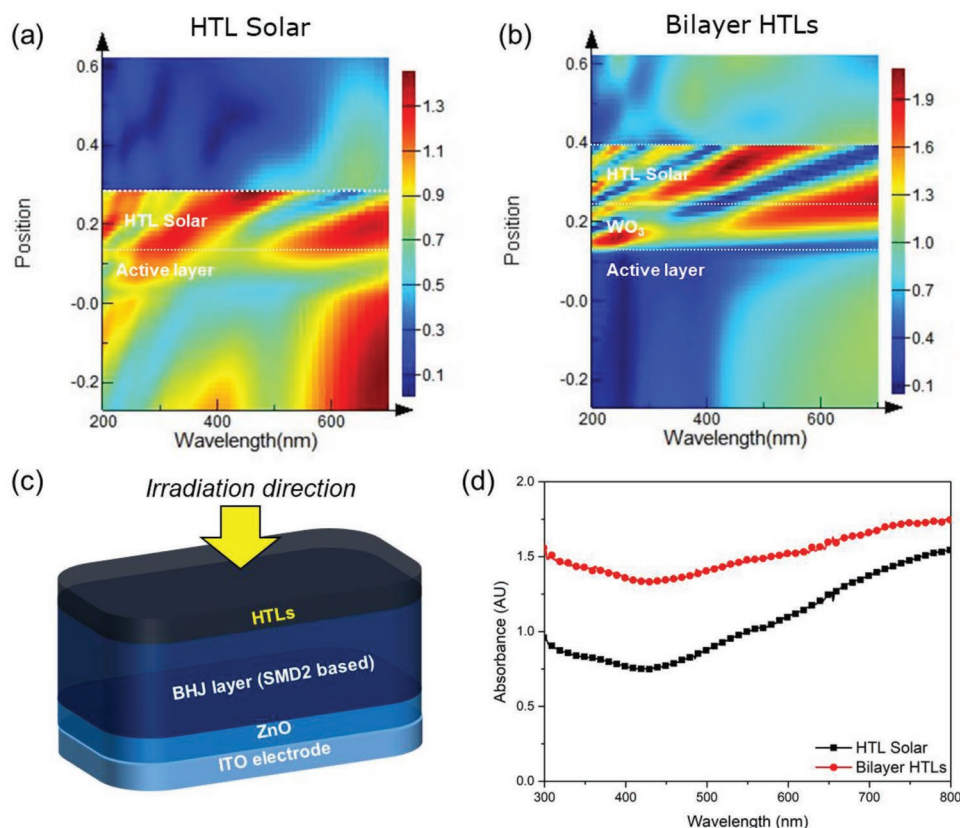 (a)
HTL Solar
0.6
0.4
0.2
-0.0
-0.2
Position
HTL Solar
Active layer
200
400
600
Wavelength(nm)
1.3
1.1
0.9
0.7
0.5
0.3
0.1
(b)
Bilayer HTLs
0.6
0.4
0.2
-0.0
-0.2
Position
HTL Solar
WO₃
Active layer
200
400
600
Wavelength(nm)
1.9
1.6
1.3
1.0
0.7
0.4
0.1
(c)
Irradiation direction
HTLs
BHJ layer (SMD2 based)
ZnO
ITO electrode
(d)
2.0
1.5
1.0
0.5
0.0
Absorbance (AU)
HTL Solar
Bilayer HTLs
300
400
500
600
700
800
Wavelength (nm)